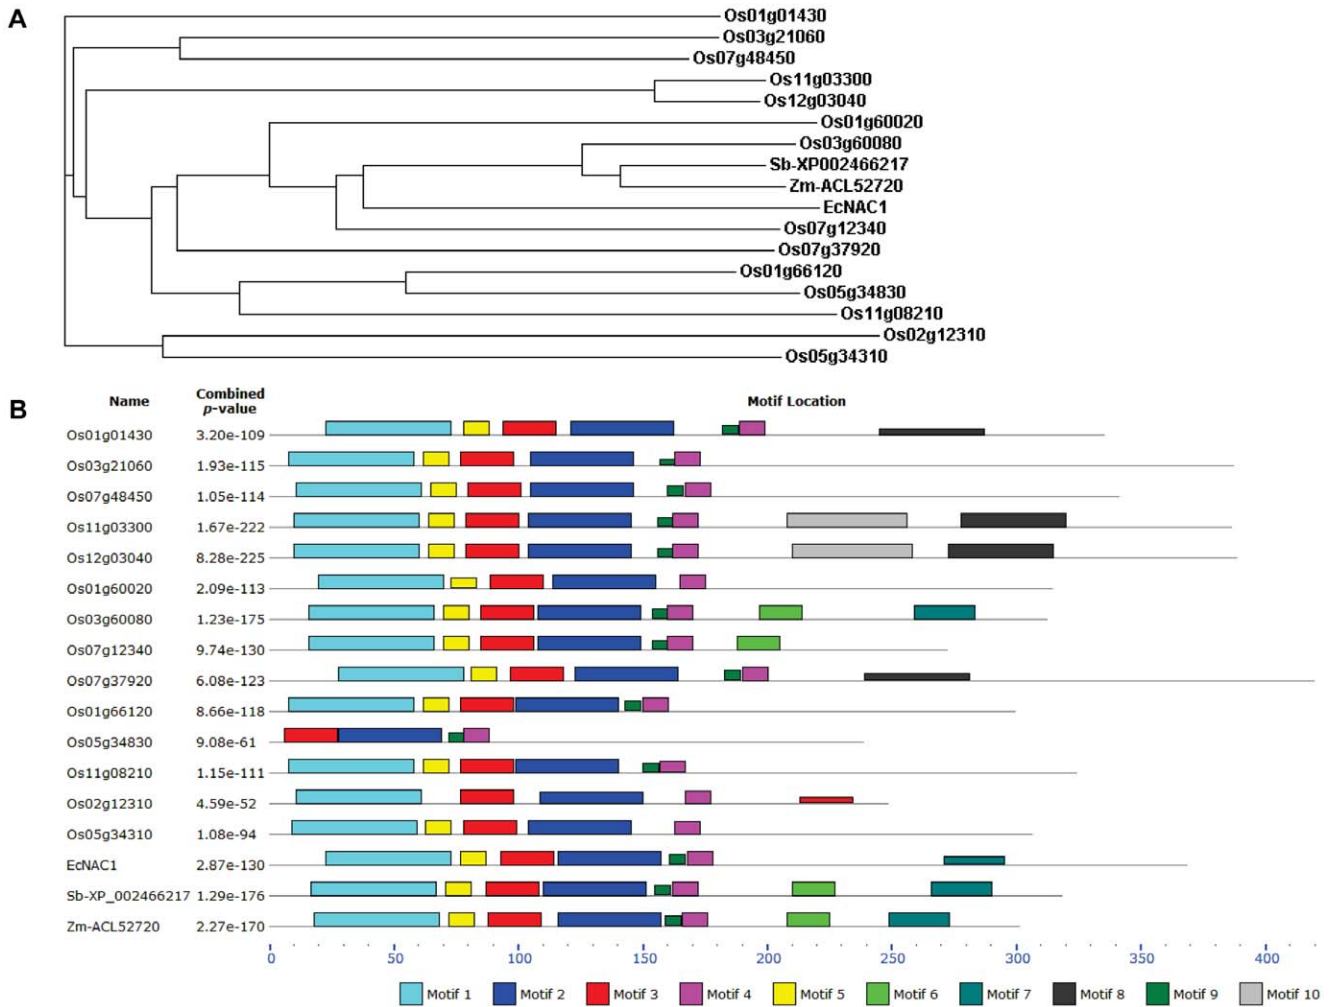 A
Os01g01430
Os03g21060
Os07g48450
Os11g03300
Os12g03040
Os01g60020
Os03g60080
Sb-XP002466217
Zm-ACL52720
EcNAC1
Os07g12340
Os07g37920
Os01g66120
Os05g34830
Os11g08210
Os02g12310
Os05g34310
B
Name Combined p-value Motif Location
Os01g01430 3.20e-109
Os03g21060 1.93e-115
Os07g48450 1.05e-114
Os11g03300 1.67e-222
Os12g03040 8.28e-225
Os01g60020 2.09e-113
Os03g60080 1.23e-175
Os07g12340 9.74e-130
Os07g37920 6.08e-123
Os01g66120 8.66e-118
Os05g34830 9.08e-61
Os11g08210 1.15e-111
Os02g12310 4.59e-52
Os05g34310 1.08e-94
EcNAC1 2.87e-130
Sb-XP_002466217 1.29e-176
Zm-ACL52720 2.27e-170
0 50 100 150 200 250 300 350 400
Motif 1 Motif 2 Motif 3 Motif 4 Motif 5 Motif 6 Motif 7 Motif 8 Motif 9 Motif 10